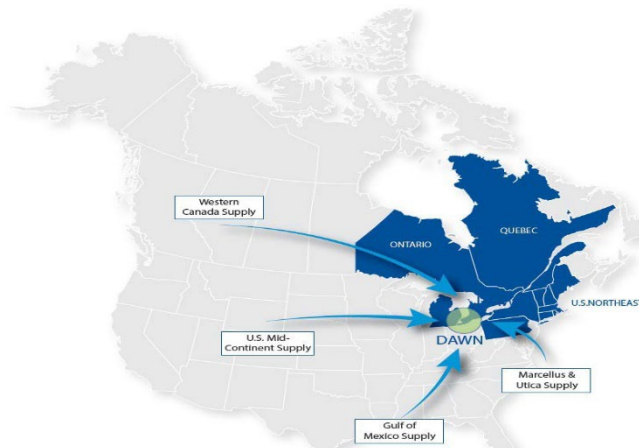 Western
Canada Supply
ONTARIO
QUEBEC
U.S.NORTHEAST
U.S. Mid-
Continent Supply
DAWN
Marcellus &
Utica Supply
Gulf of
Mexico Supply